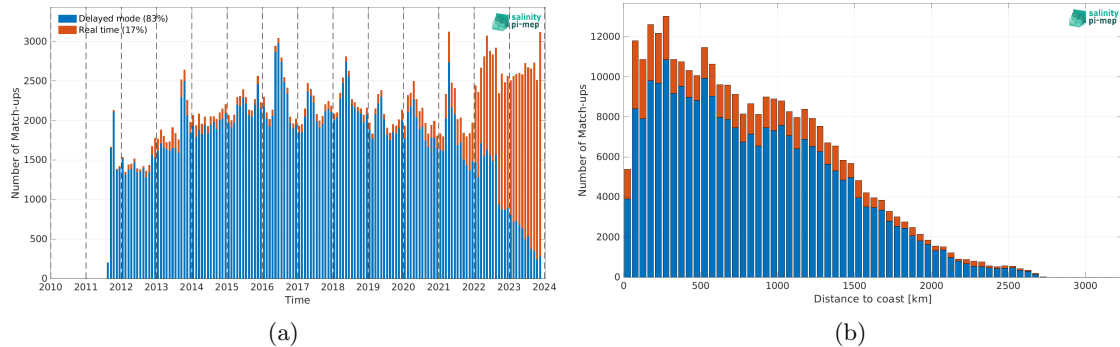 Delayed mode (83%)
Real time (17%)
salinity
pi-mep
Number of Match-ups
3000
2500
2000
1500
1000
500
0
2010 2011 2012 2013 2014 2015 2016 2017 2018 2019 2020 2021 2022 2023 2024
Time
(a)
salinity
pi-mep
Number of Match-ups
12000
10000
8000
6000
4000
2000
0
0 500 1000 1500 2000 2500 3000
Distance to coast [km]
(b)